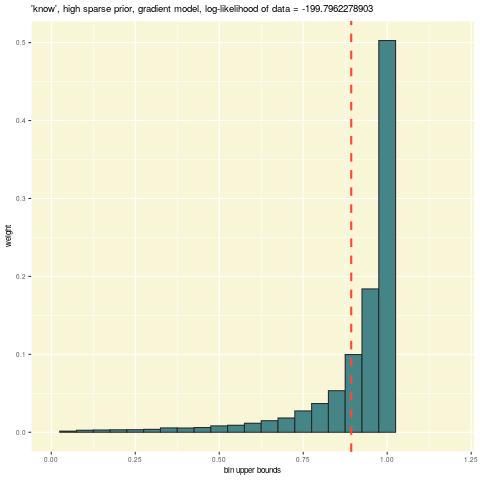 'know', high sparse prior, gradient model, log-likelihood of data = -199.7962278903
0.5
0.4
0.3
0.2
0.1
0.0
weight
0.00 0.25 0.50 0.75 1.00 1.25
bin upper bounds